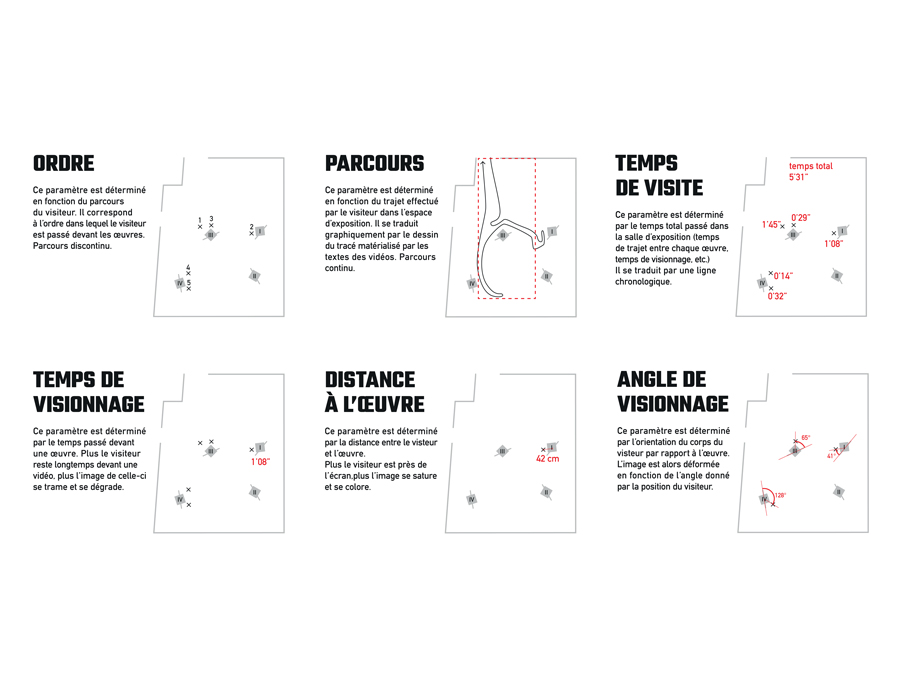 ORDRE
Ce paramètre est déterminé
en fonction du parcours
du visiteur. Il correspond
à l'ordre dans lequel le visiteur
est passé devant les œuvres.
Parcours discontinu.
1
3
2
III
I
II
4
5
IV
PARCOURS
Ce paramètre est déterminé
en fonction du trajet effectué
par le visiteur dans l'espace
d'exposition. Il se traduit
graphiquement par le dessin
du tracé matérialisé par les
textes des vidéos. Parcours
continu.
III
I
II
IV
TEMPS
DE VISITE
Ce paramètre est déterminé
par le temps total passé dans
la salle d'exposition (temps
de trajet entre chaque œuvre,
temps de visionnage, etc.)
Il se traduit par une ligne
chronologique.
temps total
5'31"
0'29"
1'45"
III
I
1'08"
0'14"
II
IV
0'32"
TEMPS DE
VISIONNAGE
Ce paramètre est déterminé
par le temps passé devant
une œuvre. Plus le visiteur
reste longtemps devant une
vidéo, plus l'image de celle-ci
se trame et se dégrade.
III
I
1'08"
II
IV
DISTANCE
À L'ŒUVRE
Ce paramètre est déterminé
par la distance entre le visteur
et l'œuvre.
Plus le visiteur est près de
l'écran,plus l'image se sature
et se colore.
III
I
42 cm
II
IV
ANGLE DE
VISIONNAGE
Ce paramètre est déterminé
par l'orientation du corps du
visteur par rapport à l'œuvre.
L'image est alors déformée
en fonction de l'angle donné
par la position du visiteur.
65°
III
I
41°
II
IV
128°